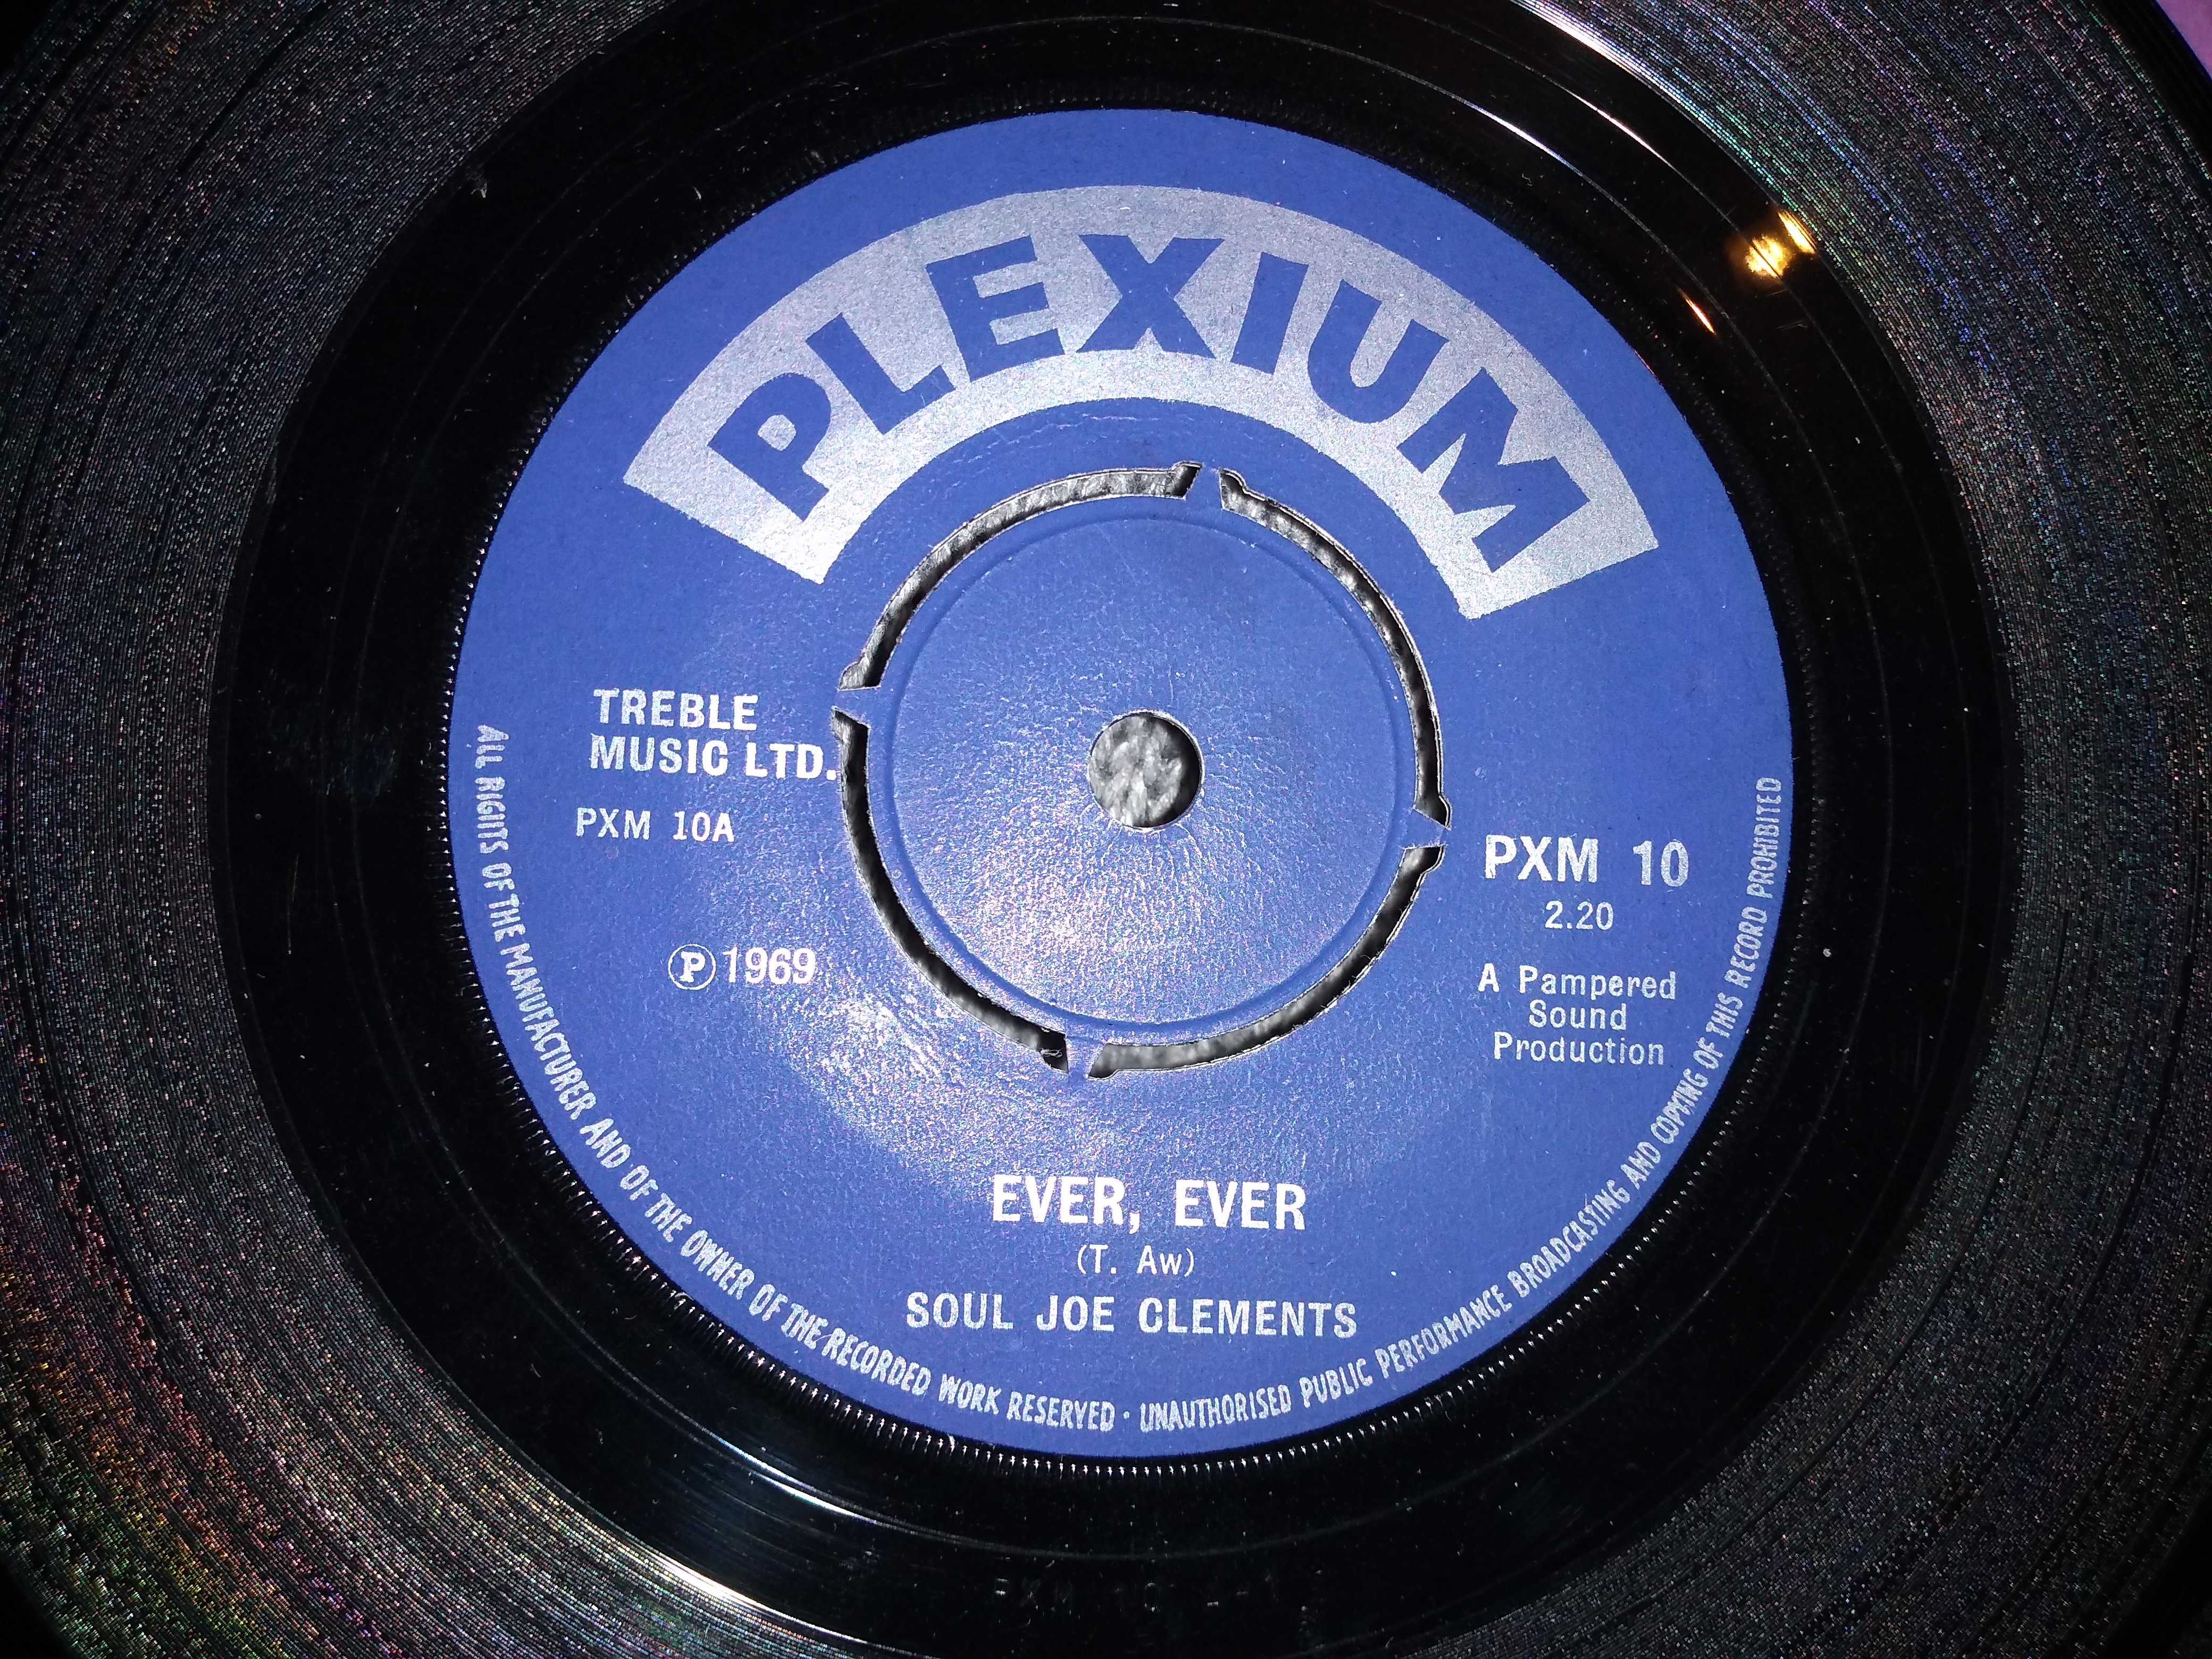 PLEXIUM
TREBLE
MUSIC LTD.
PXM 10A
Ⓟ 1969
PXM 10
2.20
A Pampered
Sound
Production
EVER, EVER
(T. Aw)
SOUL JOE CLEMENTS
ALL RIGHTS OF THE MANUFACTURER AND OF THE OWNER OF THE RECORDED WORK RESERVED · UNAUTHORISED PUBLIC PERFORMANCE BROADCASTING AND COPYING OF THIS RECORD PROHIBITED